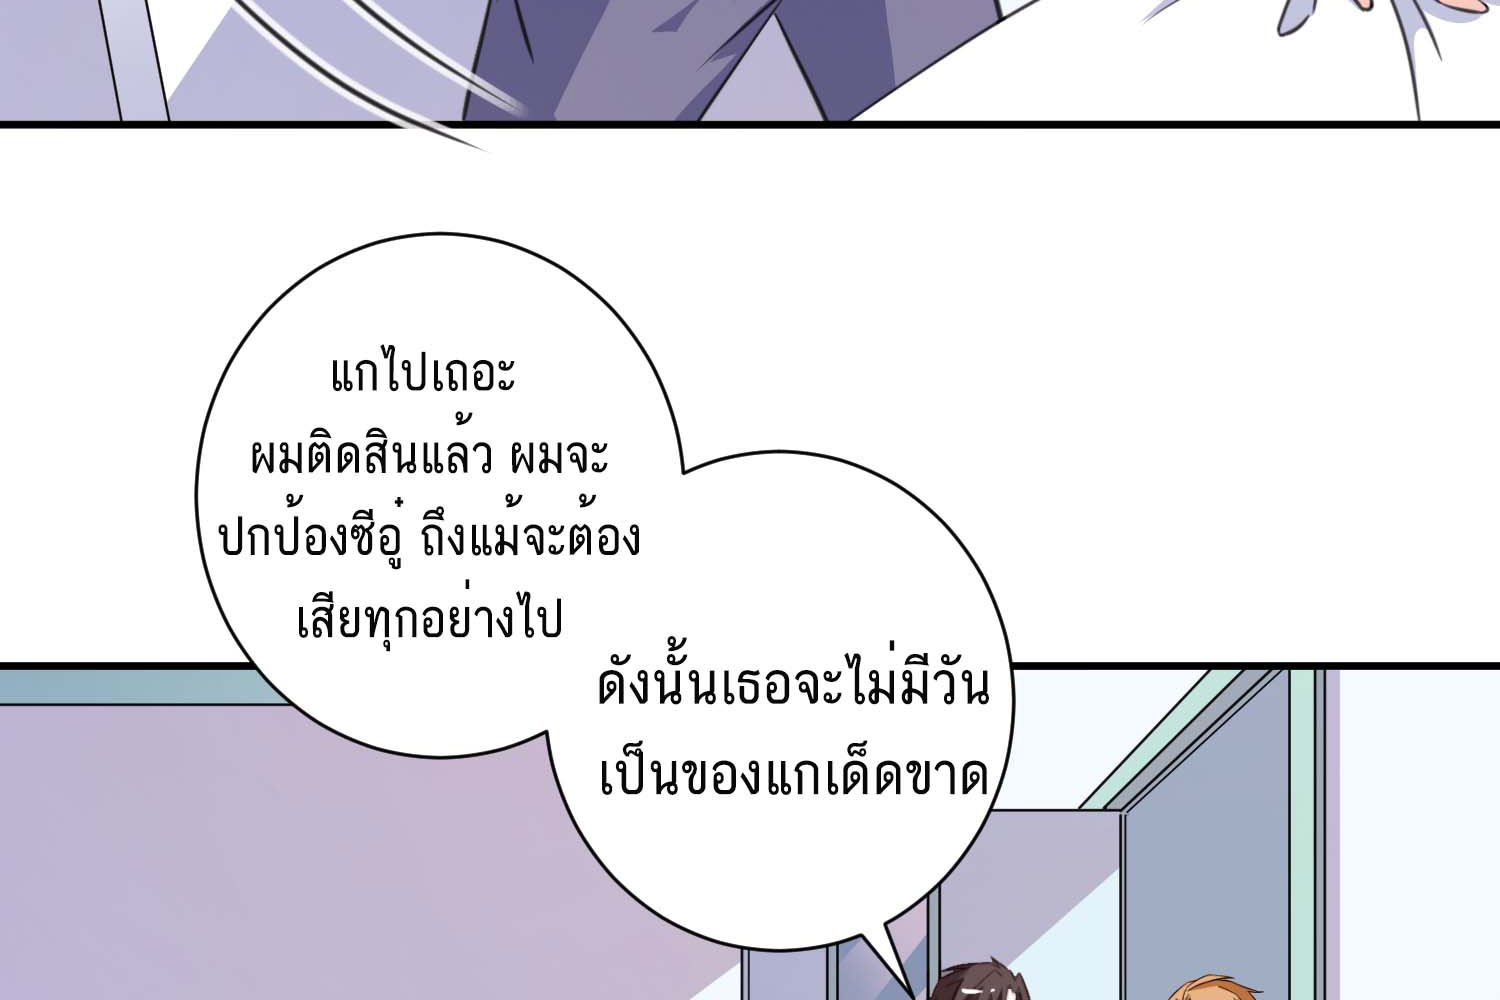 แกไปเถอะ
ผมติดสินแล้ว ผมจะ
ปกป้องซีอู๋ ถึงแม้จะต้อง
เสียทุกอย่างไป
ดังนั้นเธอจะไม่มีวัน
เป็นของแกเด็ดขาด